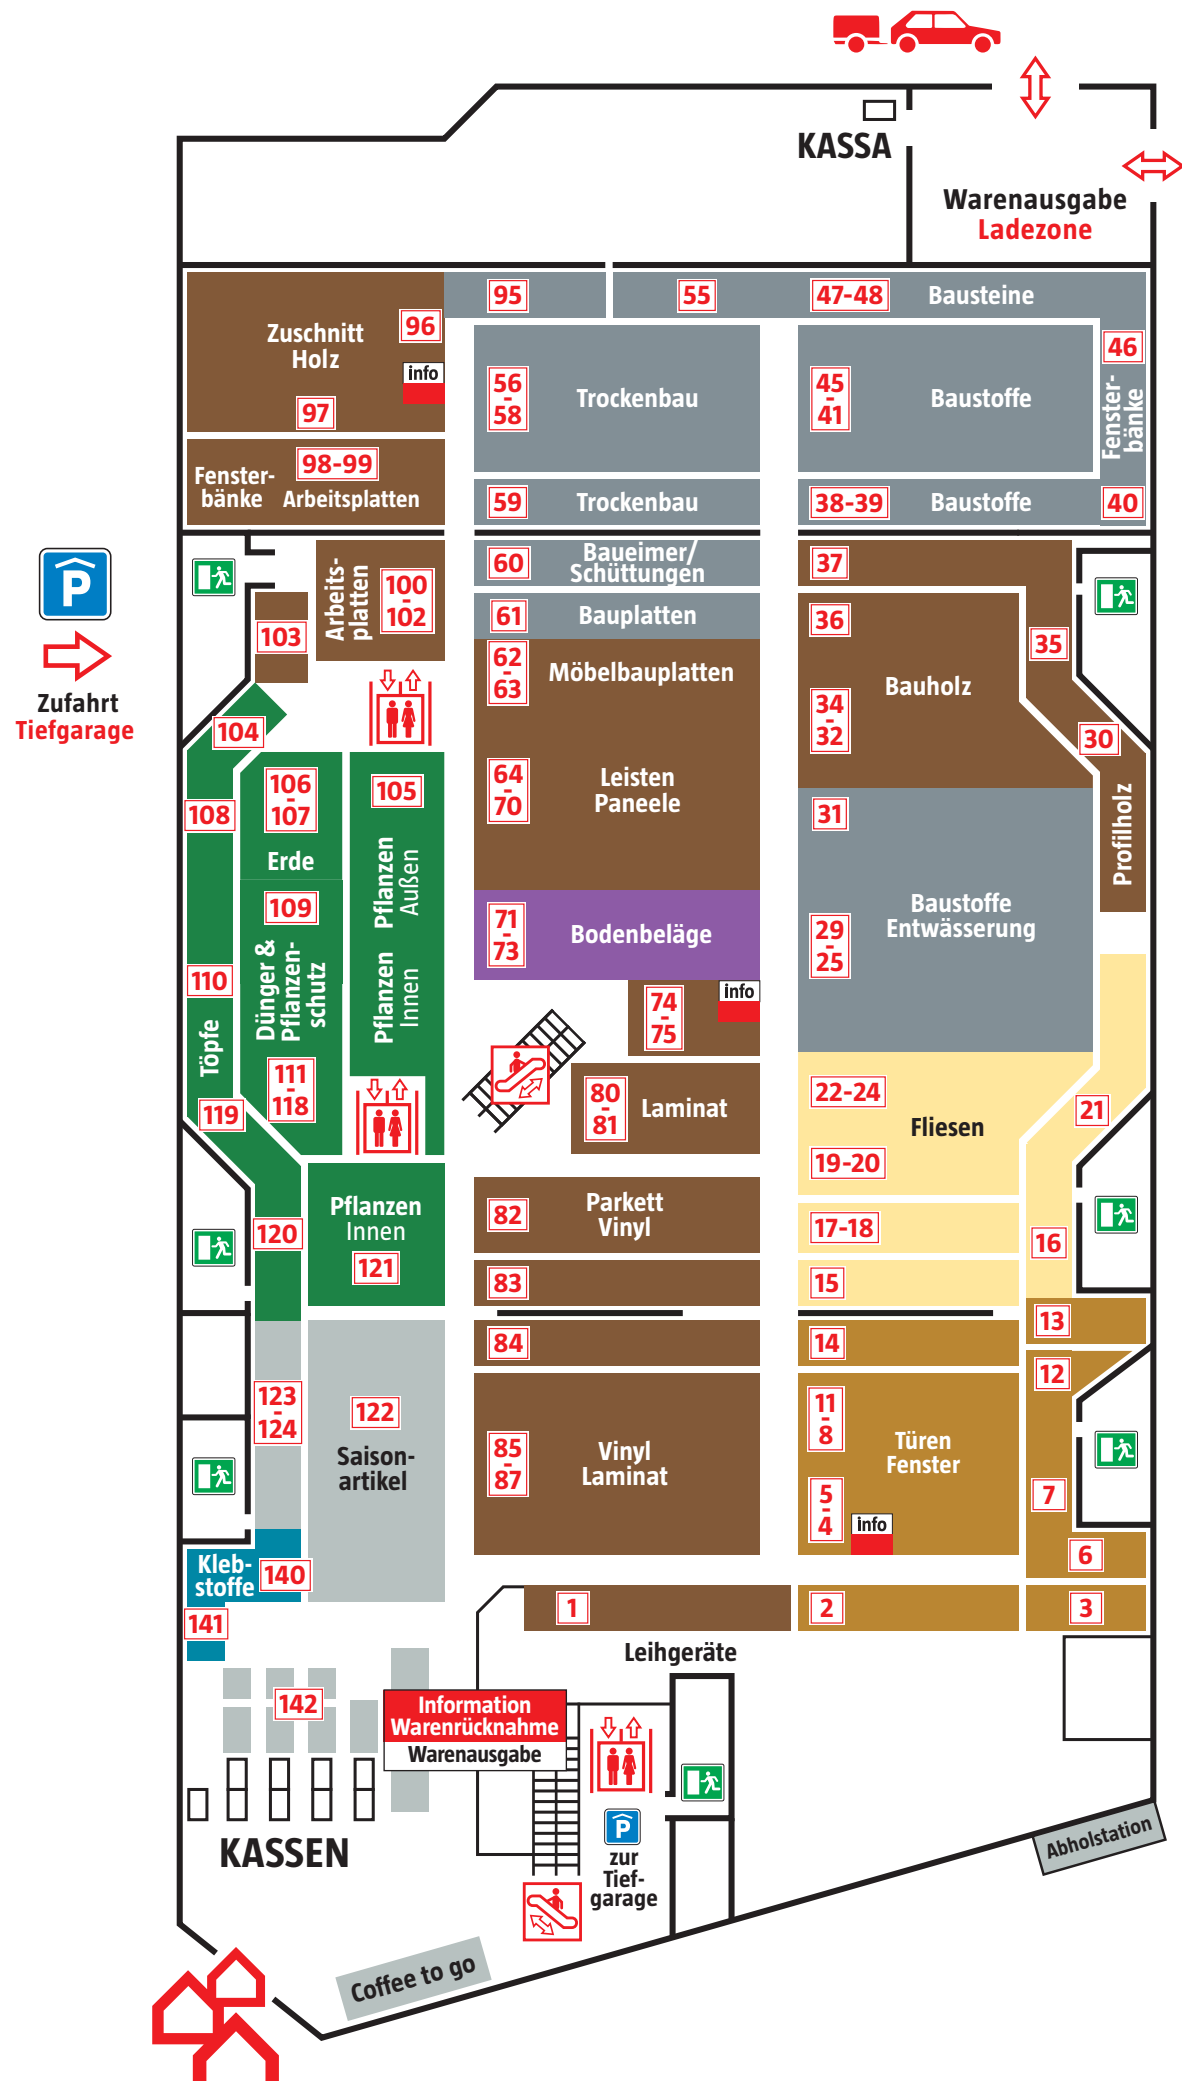 KASSA
Warenausgabe
Ladezone
95
55
47-48
Bausteine
Zuschnitt
Holz
96
info
97
56
-
58
Trockenbau
45
-
41
Baustoffe
46
Fenster-
bänke
98-99
Fenster-
bänke
Arbeitsplatten
59
Trockenbau
38-39
Baustoffe
40
P
Zufahrt
Tiefgarage
Arbeits-
platten
100
-
102
103
60
Baueimer/
Schüttungen
61
Bauplatten
62
-
63
Möbelbauplatten
37
36
35
Bauholz
34
-
32
30
Profilholz
104
105
106
-
107
108
Erde
Pflanzen
Außen
64
-
70
Leisten
Paneele
31
109
110
Dünger &
Pflanzen-
schutz
Pflanzen
Innen
Töpfe
71
-
73
Bodenbeläge
Baustoffe
Entwässerung
29
-
25
74
-
75
info
111
-
118
119
80
-
81
Laminat
22-24
Fliesen
19-20
21
Pflanzen
Innen
120
121
82
Parkett
Vinyl
17-18
16
83
15
13
84
14
12
123
-
124
122
Saison-
artikel
85
-
87
Vinyl
Laminat
11
-
8
Türen
Fenster
5
-
4
info
7
6
Kleb-
stoffe
140
141
1
2
3
Leihgeräte
142
Information
Warenrücknahme
Warenausgabe
KASSEN
P
zur
Tief-
garage
Abholstation
Coffee to go